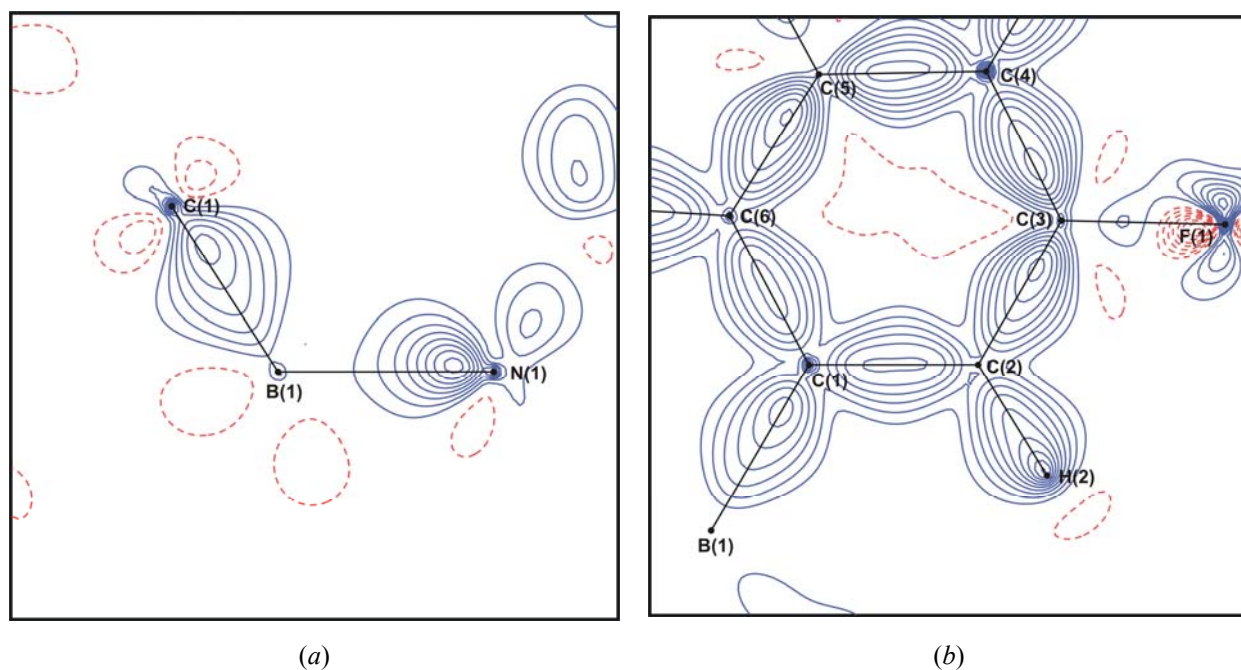 C(1)
B(1)
N(1)
(a)
C(5)
C(4)
C(6)
C(3)
F(1)
C(1)
C(2)
H(2)
B(1)
(b)